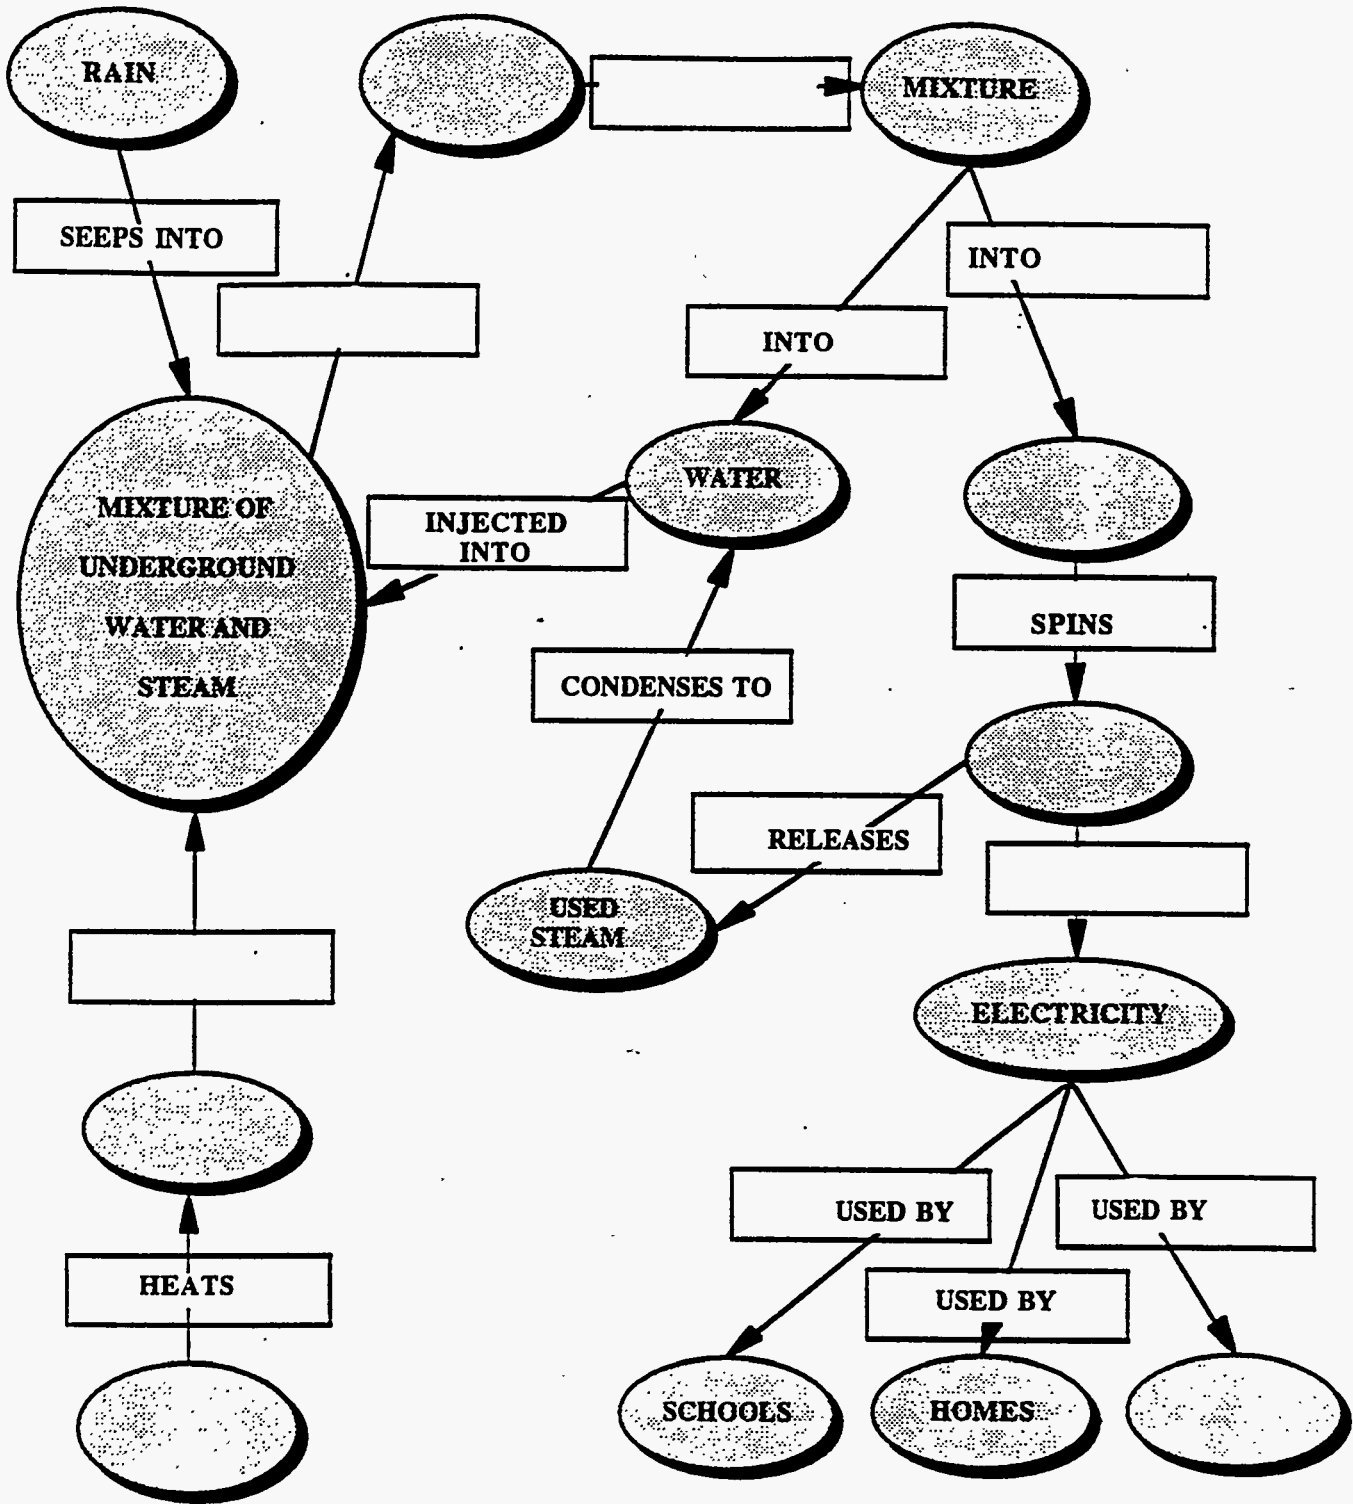 RAIN
MIXTURE
SEEPS INTO
INTO
INTO
WATER
MIXTURE OF
UNDERGROUND
WATER AND
STEAM
INJECTED
INTO
SPINS
CONDENSES TO
RELEASES
USED
STEAM
ELECTRICITY
USED BY
USED BY
HEATS
USED BY
SCHOOLS
HOMES